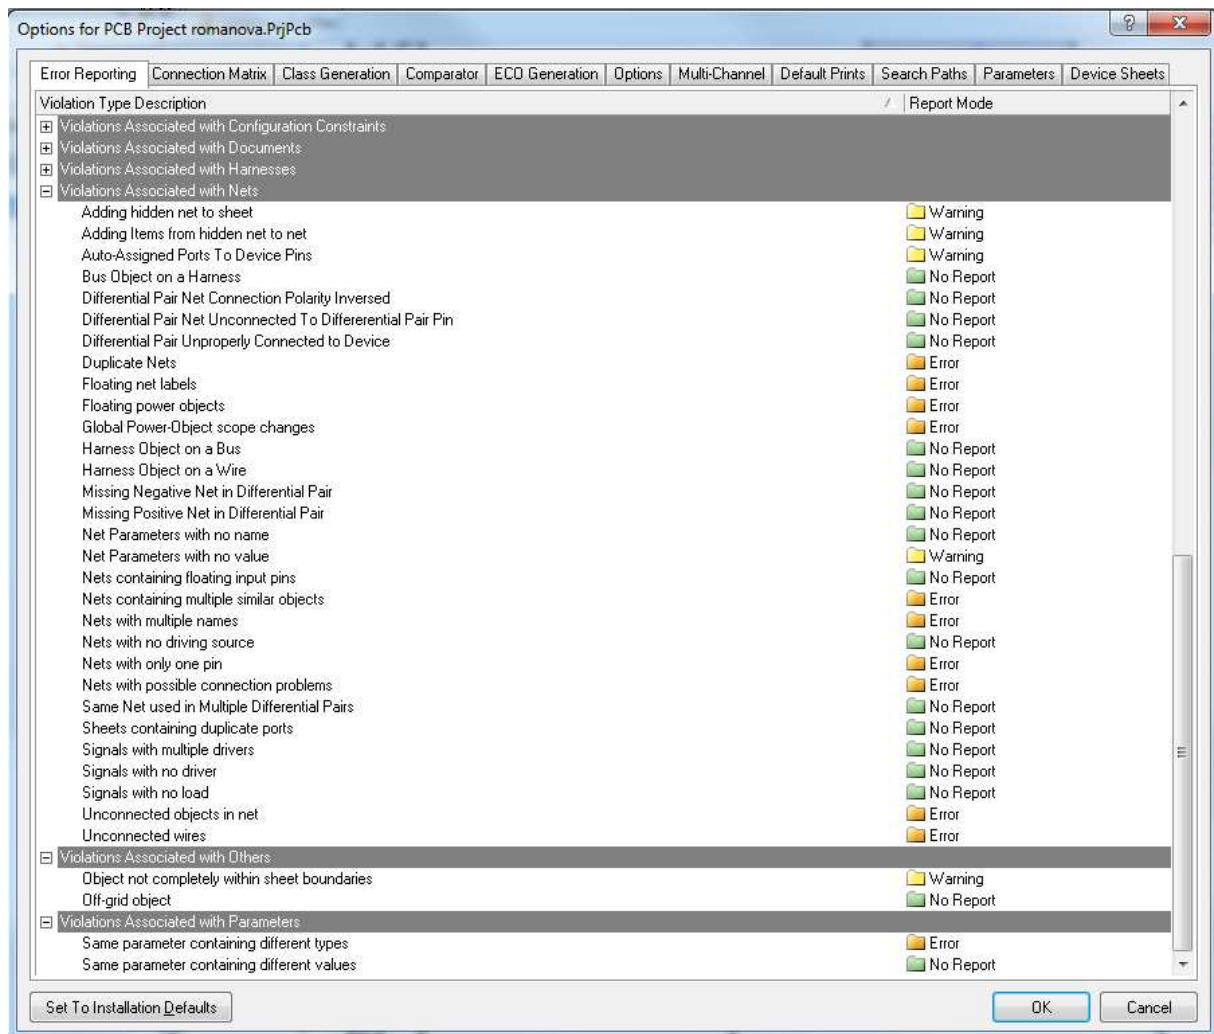 Options for PCB Project romanova.PrjPcb
Error Reporting Connection Matrix Class Generation Comparator ECO Generation Options Multi-Channel Default Prints Search Paths Parameters Device Sheets
Violation Type Description Report Mode
Violations Associated with Configuration Constraints
Violations Associated with Documents
Violations Associated with Harnesses
Violations Associated with Nets
Adding hidden net to sheet Warning
Adding Items from hidden net to net Warning
Auto-Assigned Ports To Device Pins Warning
Bus Object on a Harness No Report
Differential Pair Net Connection Polarity Inversed No Report
Differential Pair Net Unconnected To Differerential Pair Pin No Report
Differential Pair Unproperly Connected to Device No Report
Duplicate Nets Error
Floating net labels Error
Floating power objects Error
Global Power-Object scope changes Error
Harness Object on a Bus No Report
Harness Object on a Wire No Report
Missing Negative Net in Differential Pair No Report
Missing Positive Net in Differential Pair No Report
Net Parameters with no name No Report
Net Parameters with no value Warning
Nets containing floating input pins No Report
Nets containing multiple similar objects Error
Nets with multiple names Error
Nets with no driving source No Report
Nets with only one pin Error
Nets with possible connection problems Error
Same Net used in Multiple Differential Pairs No Report
Sheets containing duplicate ports No Report
Signals with multiple drivers No Report
Signals with no driver No Report
Signals with no load No Report
Unconnected objects in net Error
Unconnected wires Error
Violations Associated with Others
Object not completely within sheet boundaries Warning
Off-grid object No Report
Violations Associated with Parameters
Same parameter containing different types Error
Same parameter containing different values No Report
Set To Installation Defaults OK Cancel